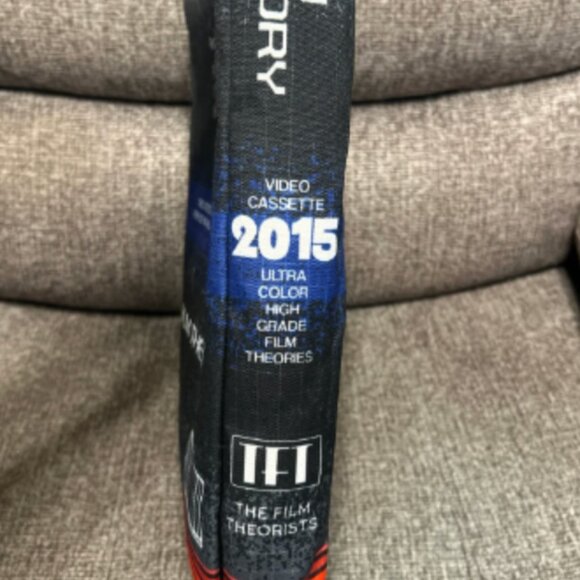 ORY
VIDEO
CASSETTE
2015
ULTRA
COLOR
HIGH
GRADE
FILM
THEORIES
TFT
THE FILM
THEORISTS